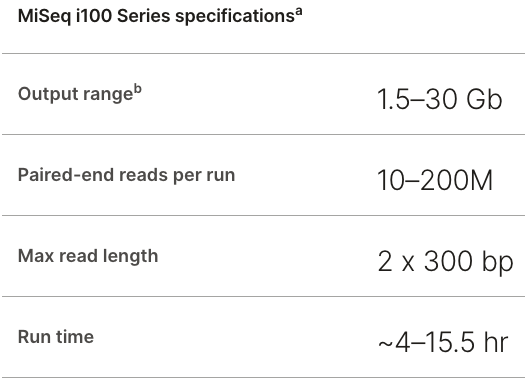 MiSeq i100 Series specificationsᵃ
Output rangeᵇ 1.5–30 Gb
Paired-end reads per run 10–200M
Max read length 2 x 300 bp
Run time ~4–15.5 hr